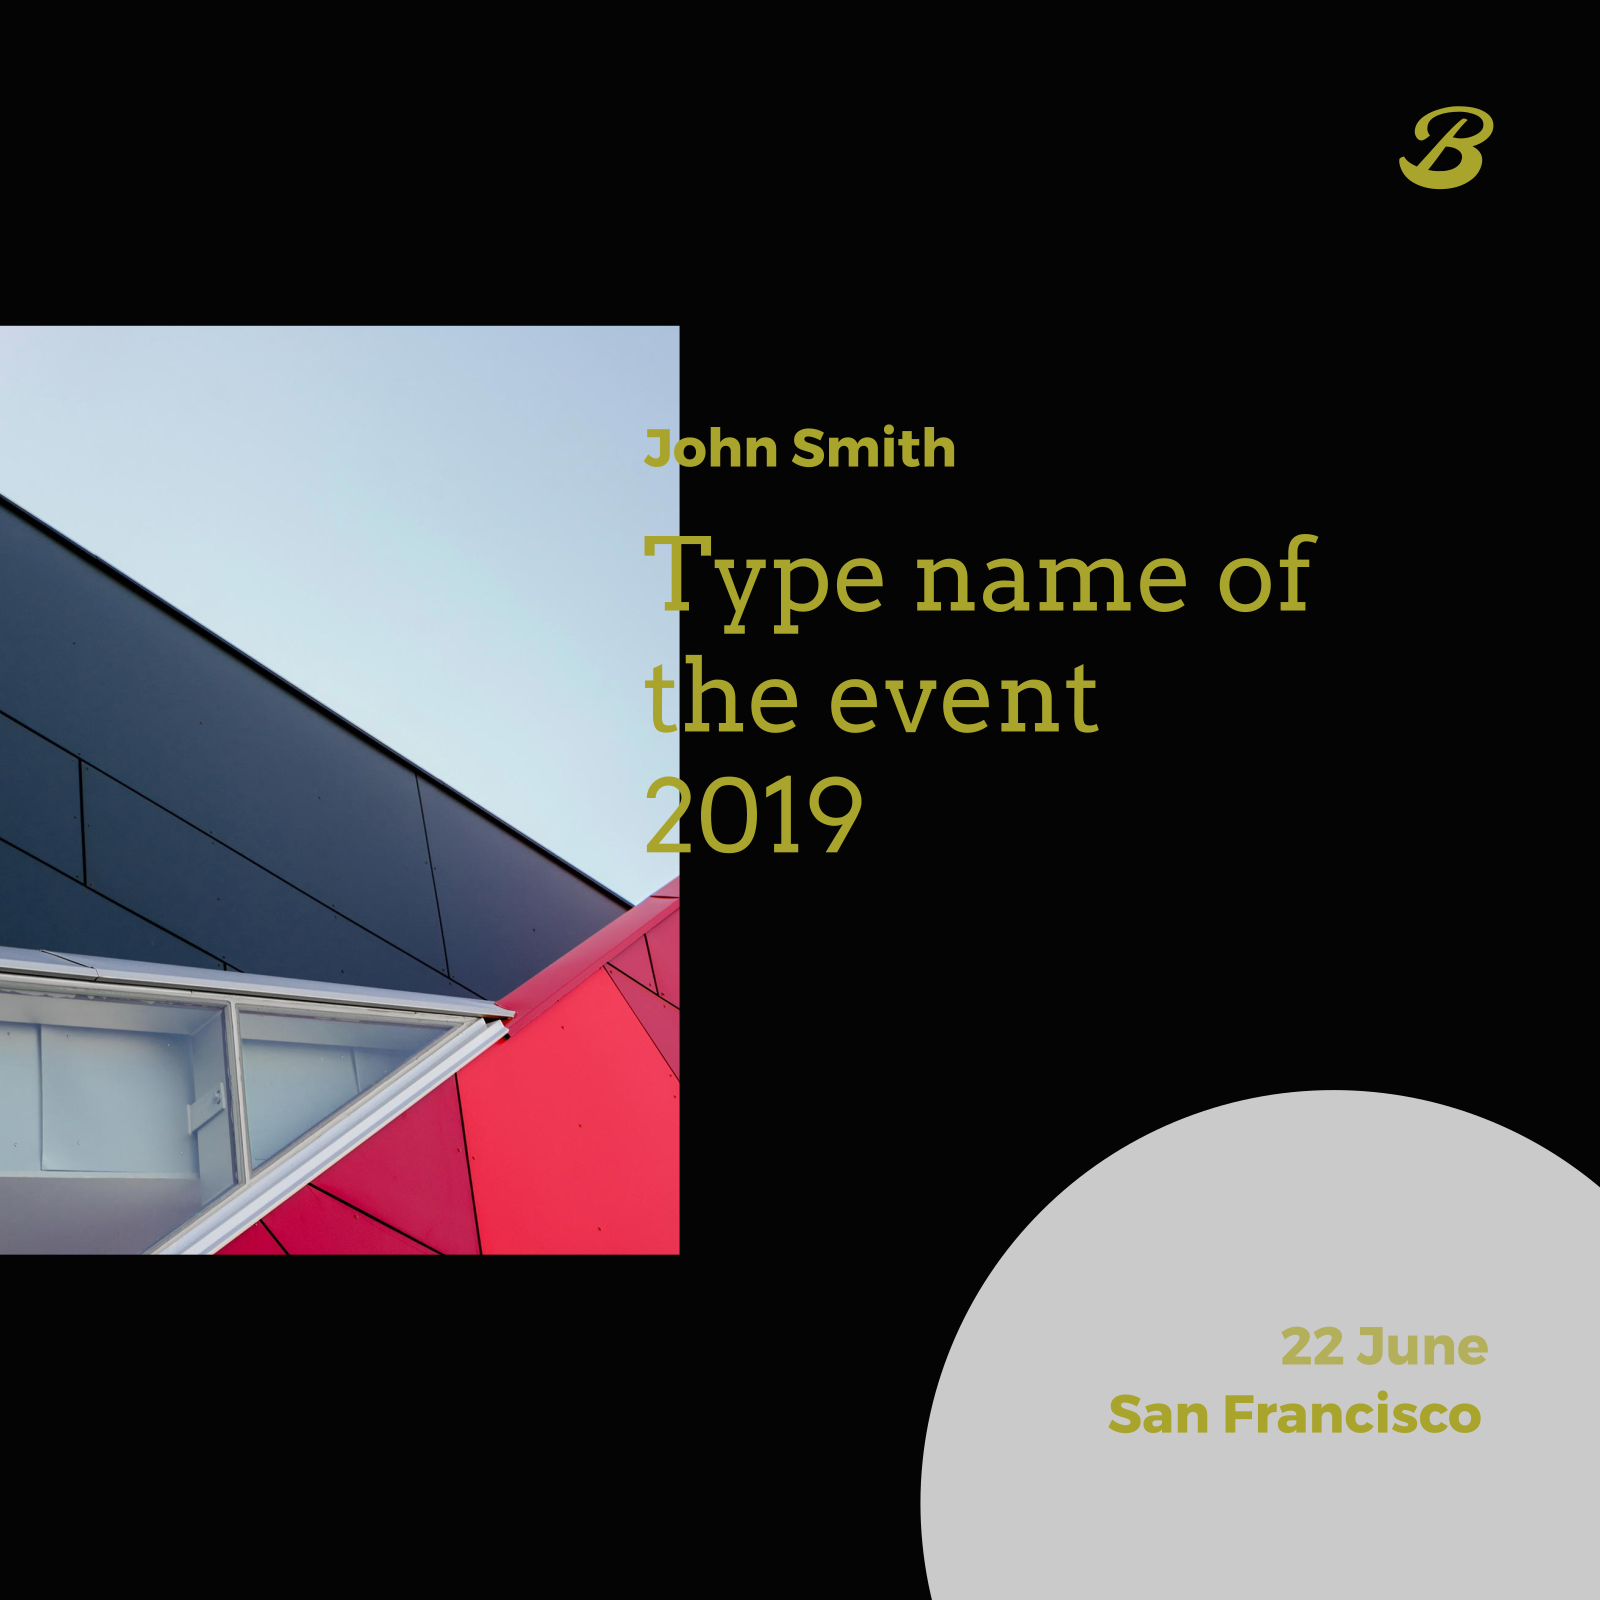 B
John Smith
Type name of
the event
2019
22 June
San Francisco